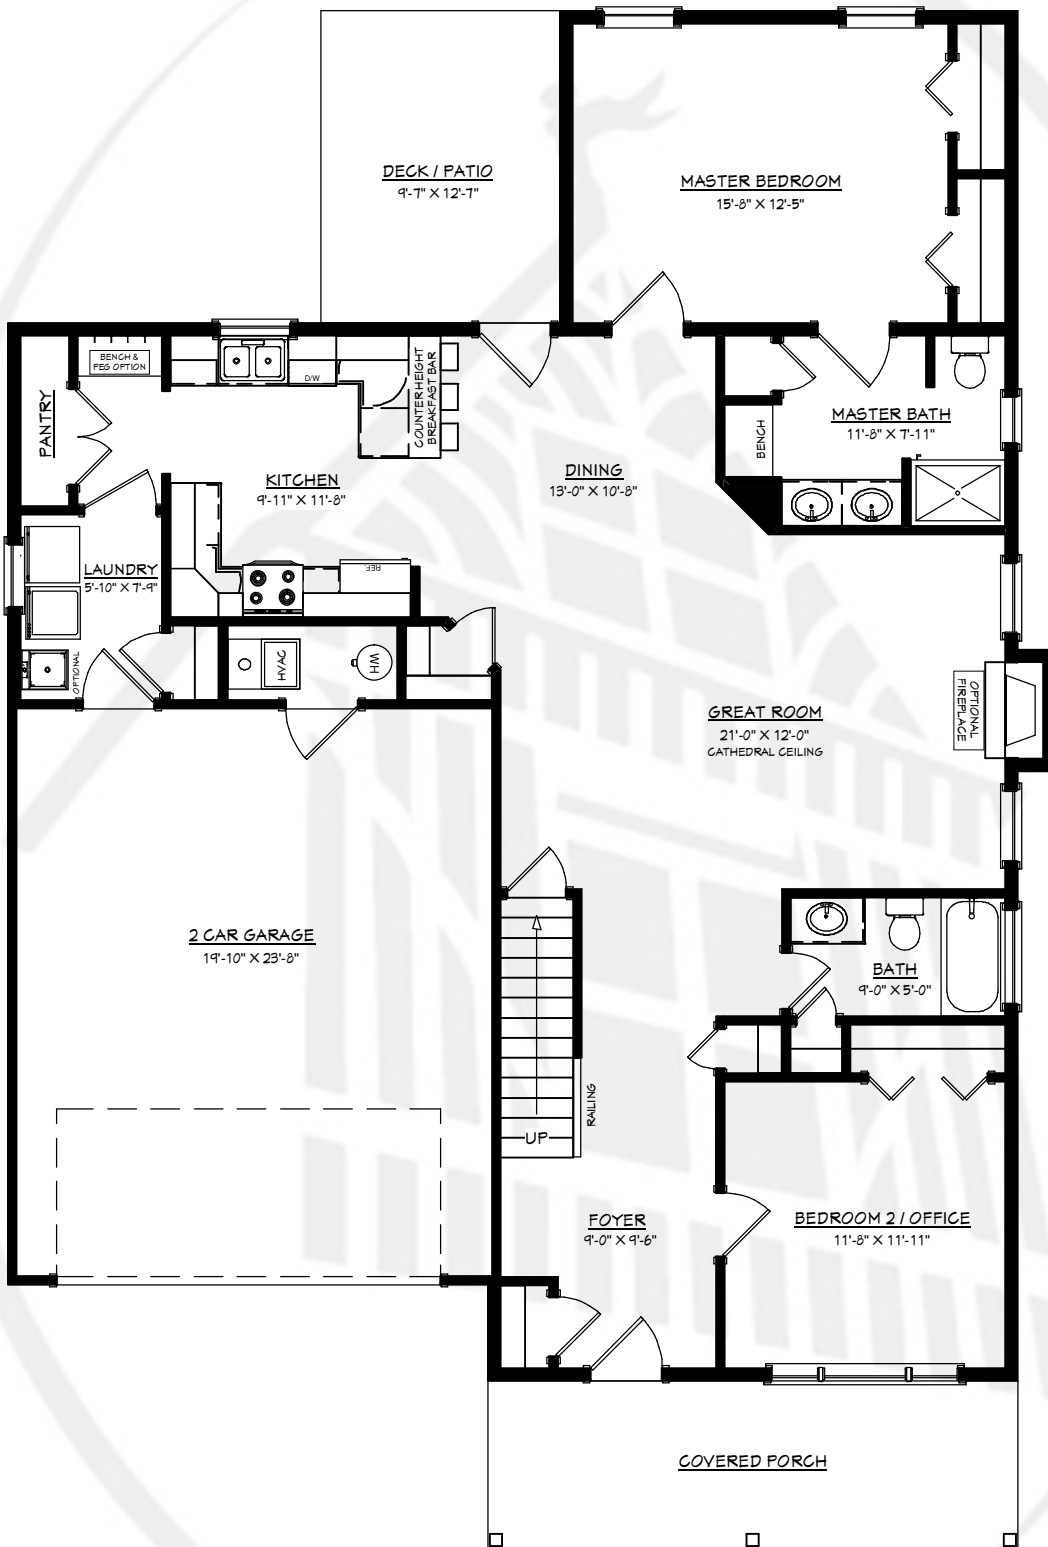 DECK / PATIO
9'-7" X 12'-7"
MASTER BEDROOM
15'-8" X 12'-5"
BENCH &
PEG OPTION
D/W
COUNTER HEIGHT
BREAKFAST BAR
PANTRY
MASTER BATH
11'-8" X 7'-11"
BENCH
KITCHEN
9'-11" X 11'-8"
DINING
13'-0" X 10'-8"
LAUNDRY
5'-10" X 7'-9"
REF.
OPTIONAL
HVAC
WH
OPTIONAL
FIREPLACE
GREAT ROOM
21'-0" X 12'-0"
CATHEDRAL CEILING
2 CAR GARAGE
19'-10" X 23'-8"
BATH
9'-0" X 5'-0"
RAILING
UP
FOYER
9'-0" X 9'-6"
BEDROOM 2 / OFFICE
11'-8" X 11'-11"
COVERED PORCH